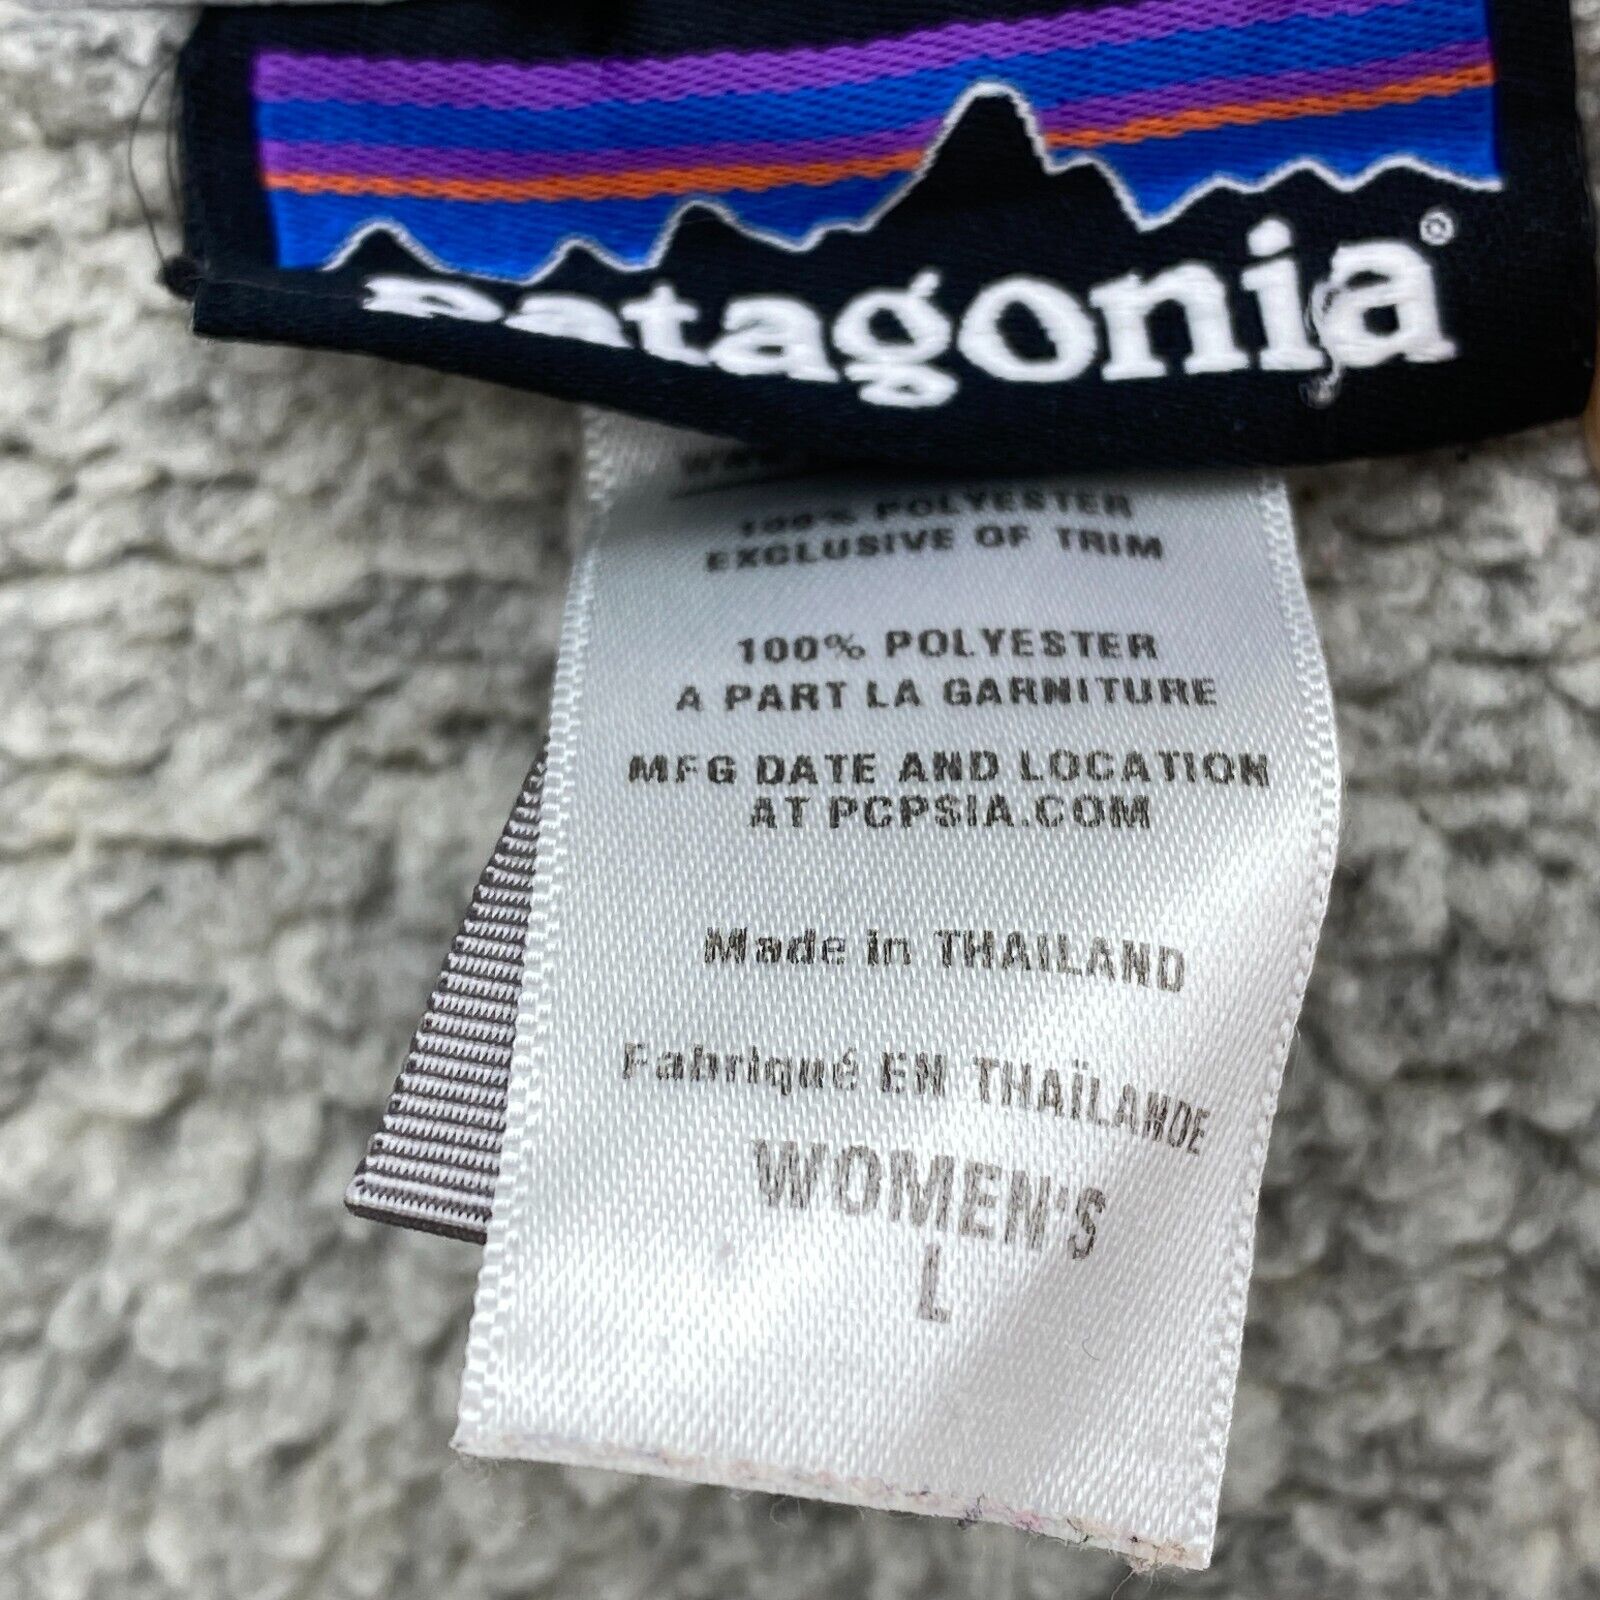 patagonia®
100% POLYESTER
EXCLUSIVE OF TRIM
100% POLYESTER
A PART LA GARNITURE
MFG DATE AND LOCATION
AT PCPSIA.COM
Made in THAILAND
Fabriqué EN THAÏLANDE
WOMEN'S
L